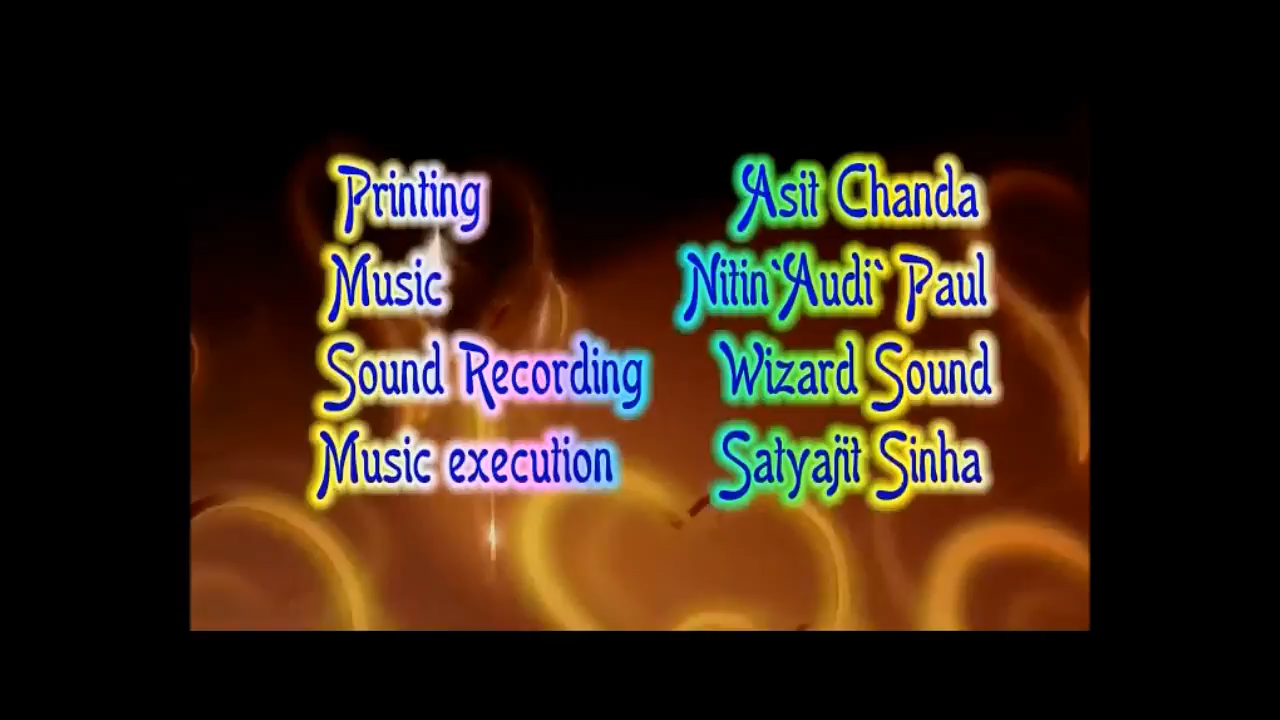 Printing Asit Chanda
Music Nitin`Audi` Paul
Sound Recording Wizard Sound
Music execution Satyajit Sinha